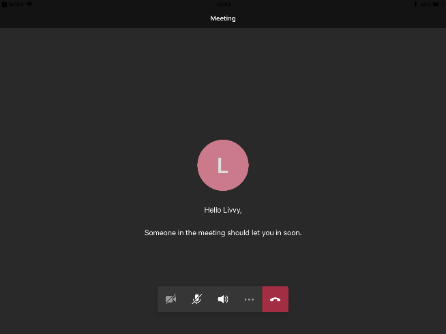 Meeting
L
Hello Livvy,
Someone in the meeting should let you in soon.